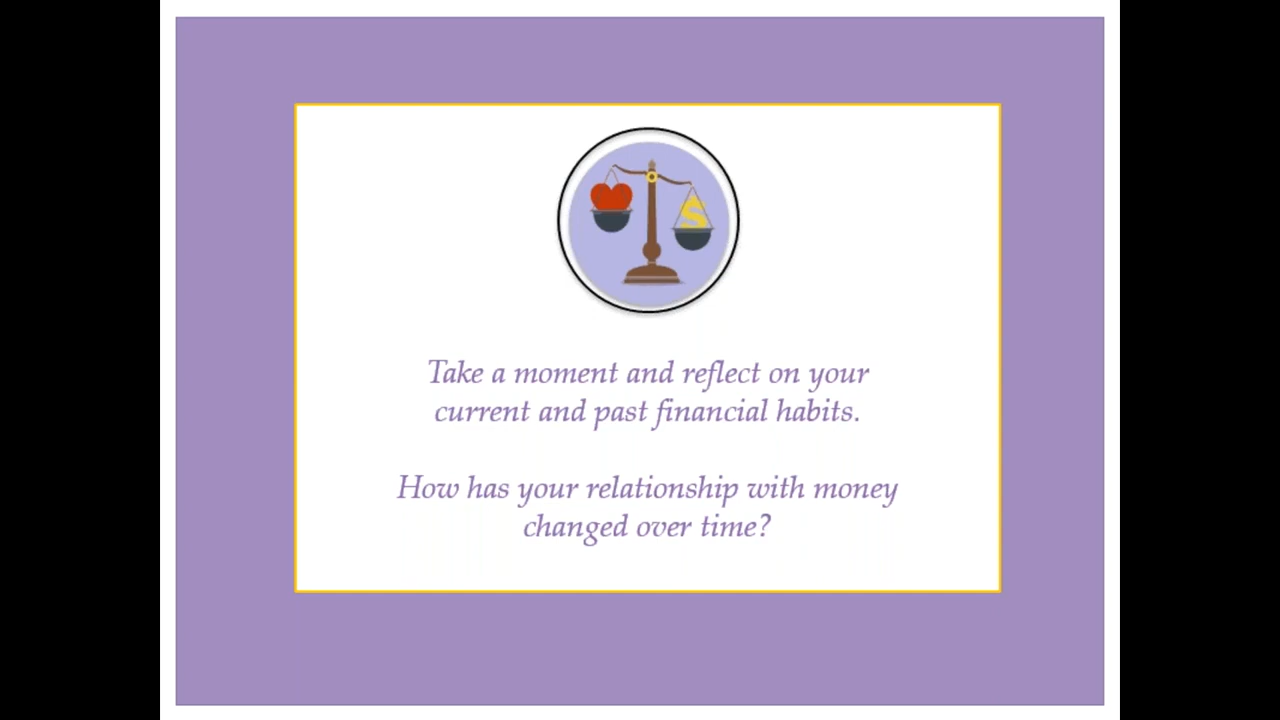 Take a moment and reflect on your
current and past financial habits.
How has your relationship with money
changed over time?